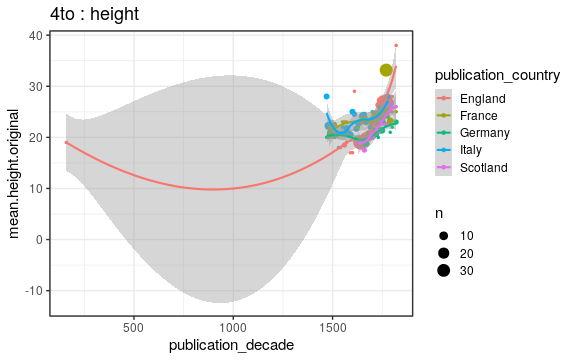 4to : height
mean.height.original
40
30
20
10
0
-10
500
1000
1500
publication_decade
publication_country
England
France
Germany
Italy
Scotland
n
10
20
30